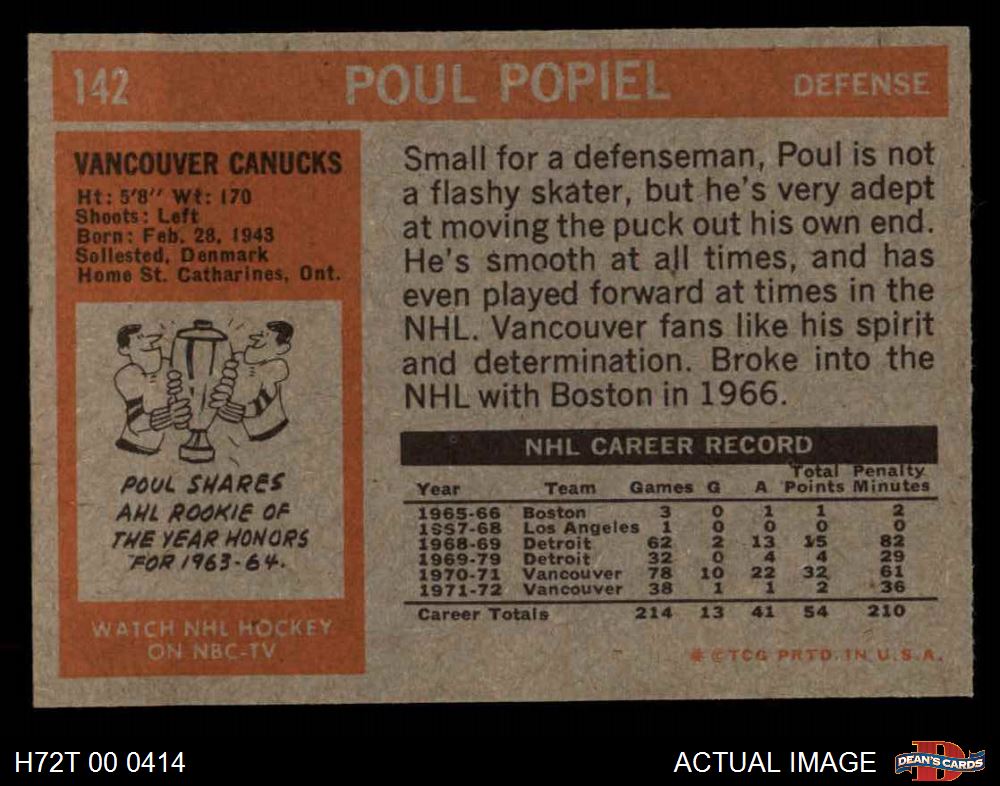 142 POUL POPIEL DEFENSE
VANCOUVER CANUCKS
Ht: 5'8" Wt: 170
Shoots: Left
Born: Feb. 28, 1943
Sollested, Denmark
Home St. Catharines, Ont.
POUL SHARES
AHL ROOKIE OF
THE YEAR HONORS
FOR 1963-64.
WATCH NHL HOCKEY
ON NBC-TV
Small for a defenseman, Poul is not
a flashy skater, but he's very adept
at moving the puck out his own end.
He's smooth at all times, and has
even played forward at times in the
NHL. Vancouver fans like his spirit
and determination. Broke into the
NHL with Boston in 1966.
NHL CAREER RECORD
Total Penalty
Year Team Games G A Points Minutes
1965-66 Boston 3 0 1 1 2
1SS7-68 Los Angeles 1 0 0 0 0
1968-69 Detroit 62 2 13 15 82
1969-79 Detroit 32 0 4 4 29
1970-71 Vancouver 78 10 22 32 61
1971-72 Vancouver 38 1 1 2 36
Career Totals 214 13 41 54 210
* © TCG PRTD. IN U.S.A.
H72T 00 0414 ACTUAL IMAGE DEAN'S CARDS